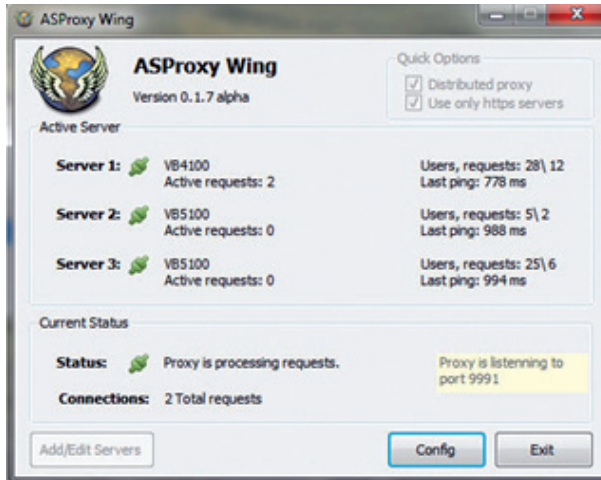 ASProxy Wing
ASProxy Wing
Version 0.1.7 alpha
Quick Options
Distributed proxy
Use only https servers
Active Server
Server 1: VB4100 Users, requests: 28\ 12
Active requests: 2 Last ping: 778 ms
Server 2: VB5100 Users, requests: 5\ 2
Active requests: 0 Last ping: 988 ms
Server 3: VB5100 Users, requests: 25\ 6
Active requests: 0 Last ping: 994 ms
Current Status
Status: Proxy is processing requests. Proxy is listenning to
port 9991
Connections: 2 Total requests
Add/Edit Servers Config Exit